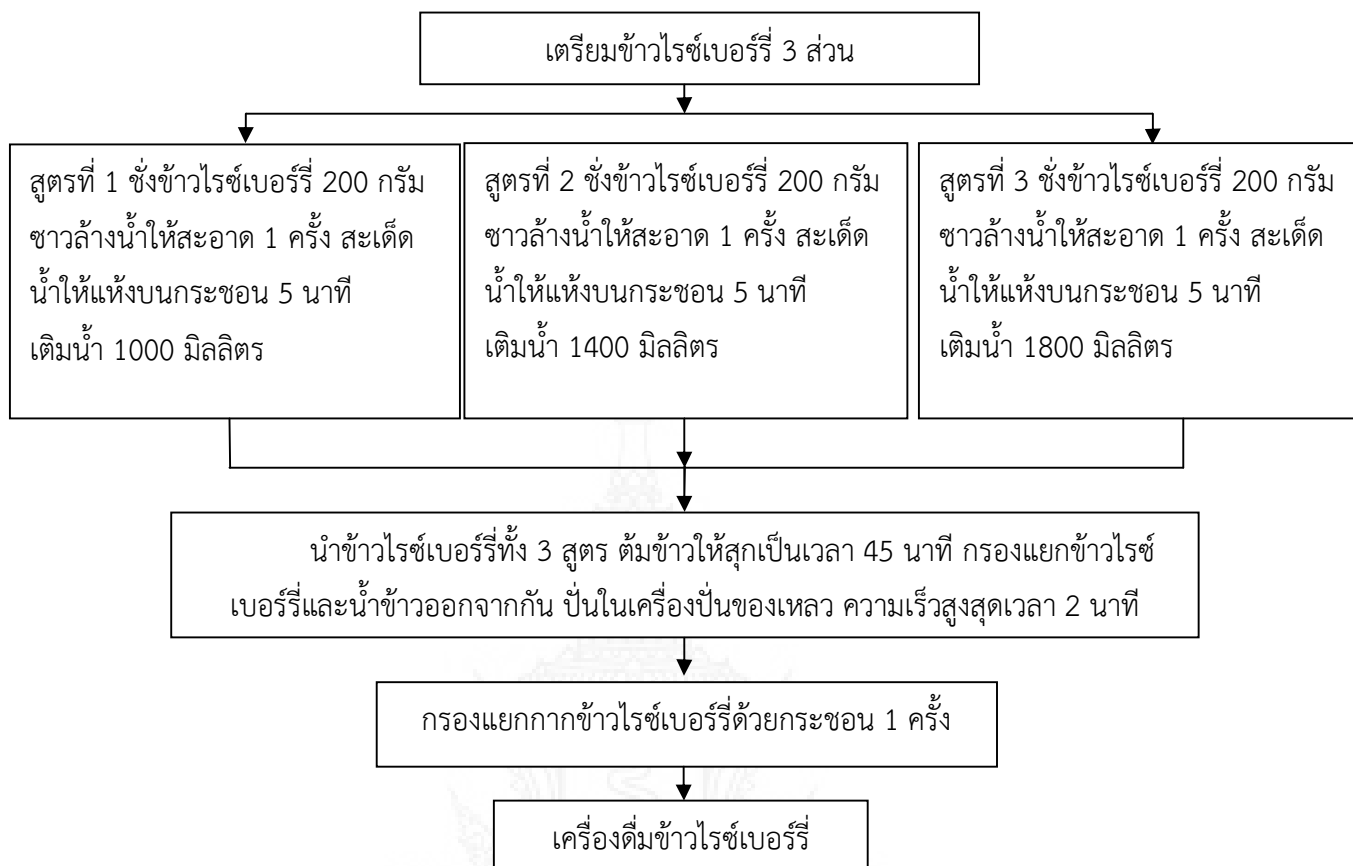 เตรียมข้าวไรซ์เบอร์รี่ 3 ส่วน
สูตรที่ 1 ชั่งข้าวไรซ์เบอร์รี่ 200 กรัม
ซาวล้างน้ำให้สะอาด 1 ครั้ง สะเด็ด
น้ำให้แห้งบนกระชอน 5 นาที
เติมน้ำ 1000 มิลลิตร
สูตรที่ 2 ชั่งข้าวไรซ์เบอร์รี่ 200 กรัม
ซาวล้างน้ำให้สะอาด 1 ครั้ง สะเด็ด
น้ำให้แห้งบนกระชอน 5 นาที
เติมน้ำ 1400 มิลลิตร
สูตรที่ 3 ชั่งข้าวไรซ์เบอร์รี่ 200 กรัม
ซาวล้างน้ำให้สะอาด 1 ครั้ง สะเด็ด
น้ำให้แห้งบนกระชอน 5 นาที
เติมน้ำ 1800 มิลลิตร
นำข้าวไรซ์เบอร์รี่ทั้ง 3 สูตร ต้มข้าวให้สุกเป็นเวลา 45 นาที กรองแยกข้าวไรซ์
เบอร์รี่และน้ำข้าวออกจากกัน ปั่นในเครื่องปั่นของเหลว ความเร็วสูงสุดเวลา 2 นาที
กรองแยกกากข้าวไรซ์เบอร์รี่ด้วยกระชอน 1 ครั้ง
เครื่องดื่มข้าวไรซ์เบอร์รี่